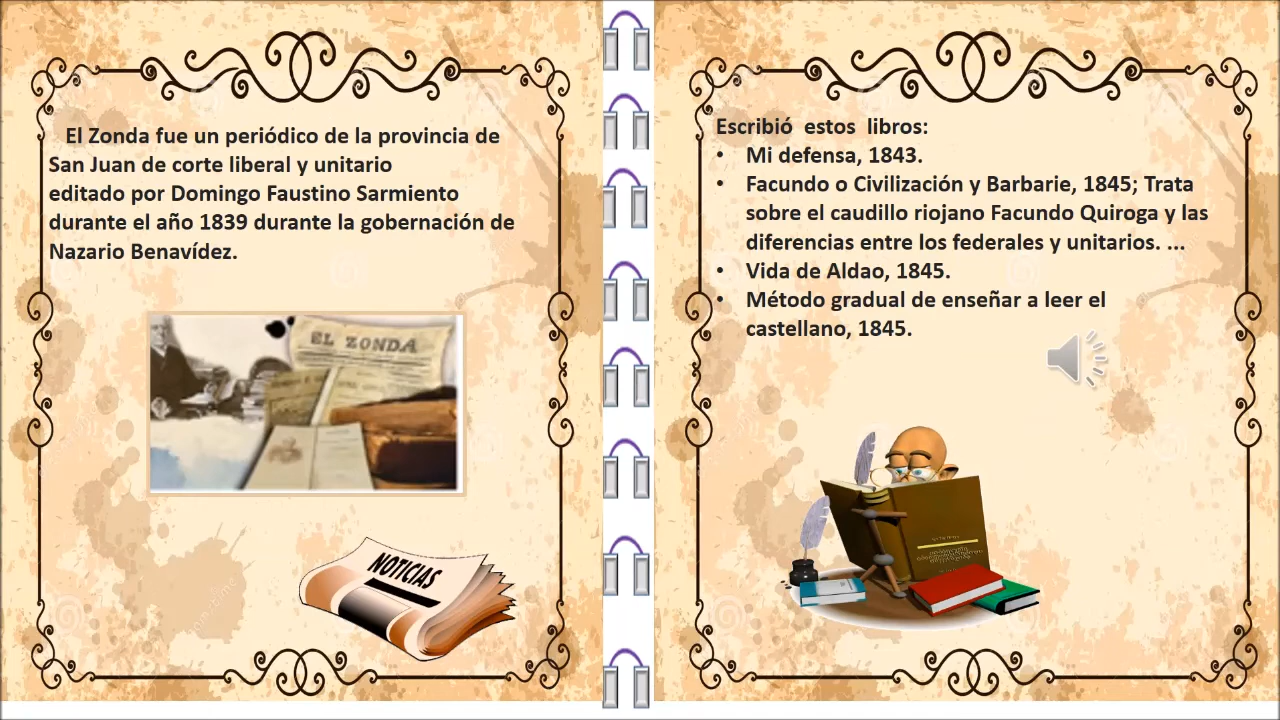 El Zonda fue un periódico de la provincia de
San Juan de corte liberal y unitario
editado por Domingo Faustino Sarmiento
durante el año 1839 durante la gobernación de
Nazario Benavídez.
EL ZONDA
NOTICIAS
Escribió estos libros:
• Mi defensa, 1843.
• Facundo o Civilización y Barbarie, 1845; Trata
sobre el caudillo riojano Facundo Quiroga y las
diferencias entre los federales y unitarios. ...
• Vida de Aldao, 1845.
• Método gradual de enseñar a leer el
castellano, 1845.